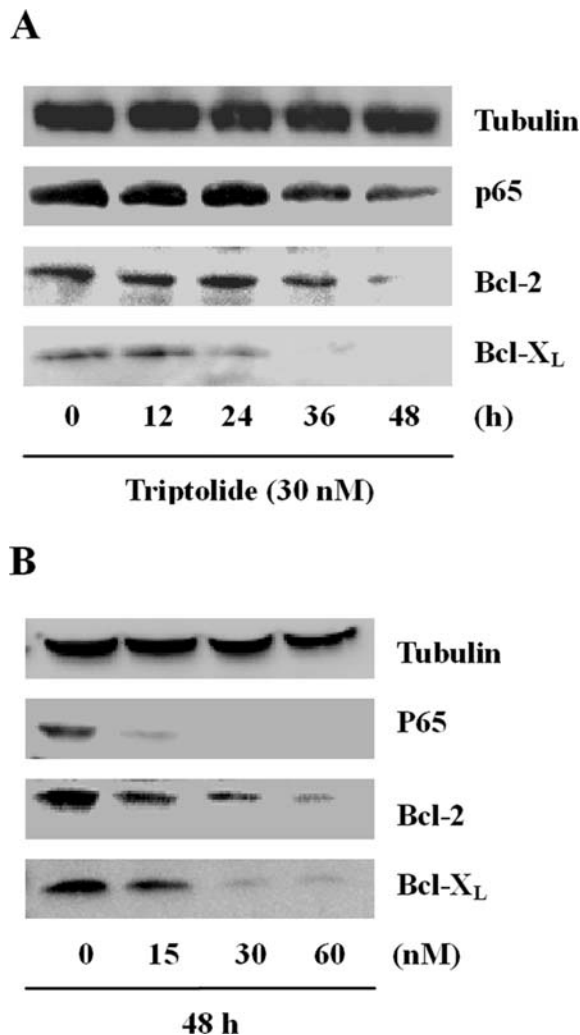 A
Tubulin
p65
Bcl-2
Bcl-XL
0 12 24 36 48 (h)
Triptolide (30 nM)
B
Tubulin
P65
Bcl-2
Bcl-XL
0 15 30 60 (nM)
48 h